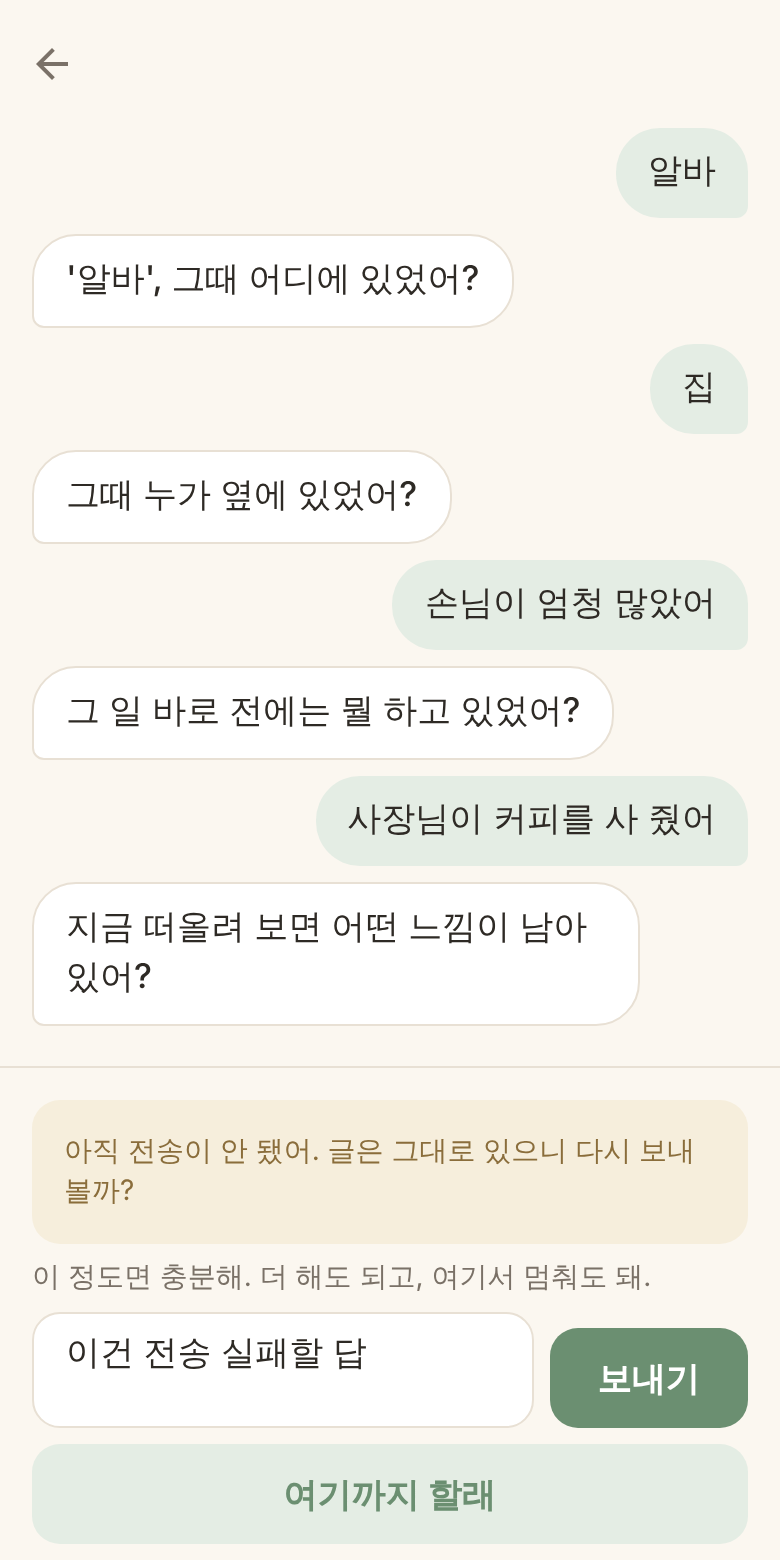 알바
'알바', 그때 어디에 있었어?
집
그때 누가 옆에 있었어?
손님이 엄청 많았어
그 일 바로 전에는 뭘 하고 있었어?
사장님이 커피를 사 줬어
지금 떠올려 보면 어떤 느낌이 남아
있어?
아직 전송이 안 됐어. 글은 그대로 있으니 다시 보내
볼까?
이 정도면 충분해. 더 해도 되고, 여기서 멈춰도 돼.
이건 전송 실패할 답
보내기
여기까지 할래